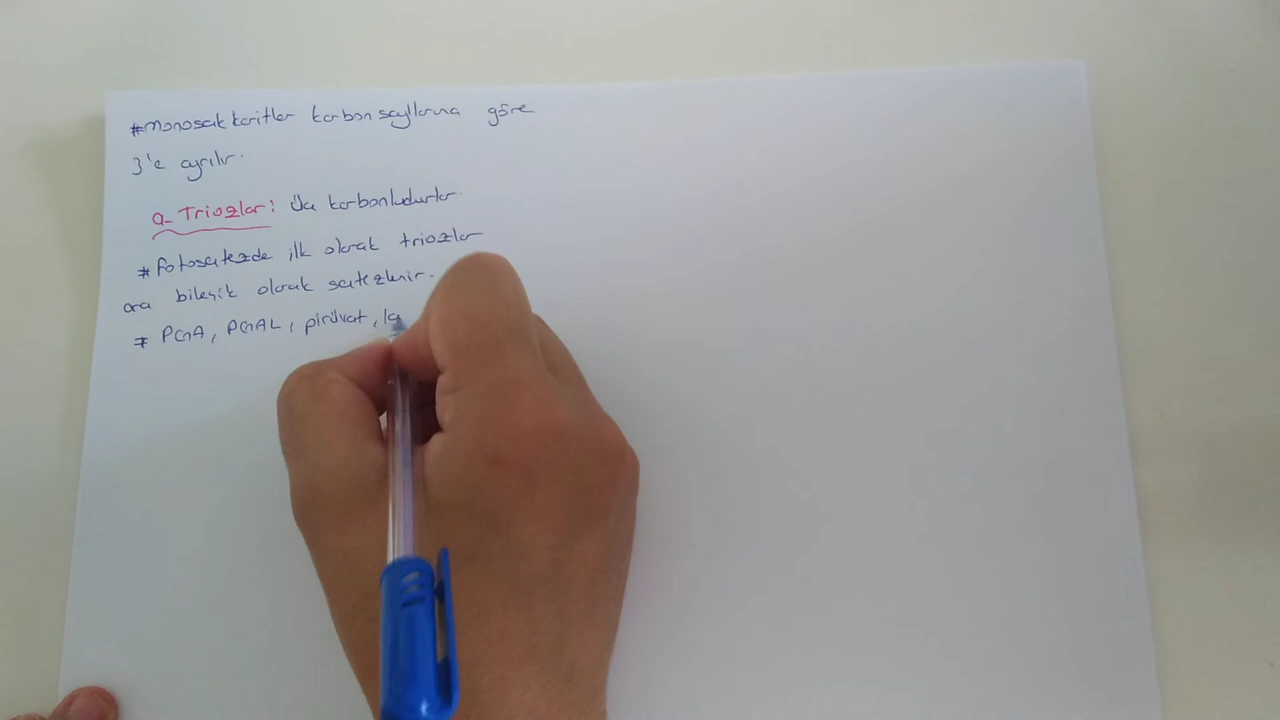 #Monosakkaritler karbon sayılarına göre
3'e ayrılır.
a- Triozlar: Üç karbonludurlar.
# Fotosentezde ilk olarak triozlar
ara bileşik olarak sentezlenir.
# PGA, PGAL, pirüvat, la